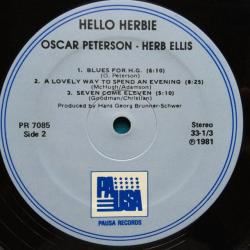 HELLO HERBIE
OSCAR PETERSON - HERB ELLIS
1. BLUES FOR H.G. (6:10)
(O. Peterson)
2. A LOVELY WAY TO SPEND AN EVENING (8:25)
(McHugh/Adamson)
3. SEVEN COME ELEVEN (5:10)
(Goodman/Christian)
Produced by Hans Georg Brunner-Schwer
PR 7085
Side 2
Stereo
33-1/3
℗ 1981
PAUSA
PAUSA RECORDS